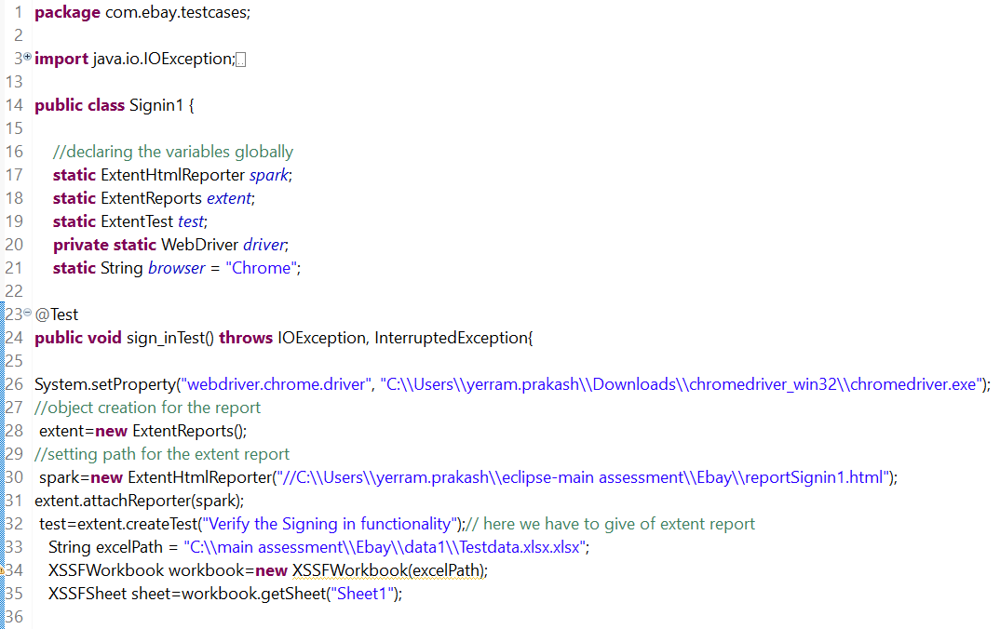 1 package com.ebay.testcases;
2
3 import java.io.IOException;
13
14 public class Signin1 {
15
16 //declaring the variables globally
17 static ExtentHtmlReporter spark;
18 static ExtentReports extent;
19 static ExtentTest test;
20 private static WebDriver driver;
21 static String browser = "Chrome";
22
23 @Test
24 public void sign_inTest() throws IOException, InterruptedException{
25
26 System.setProperty("webdriver.chrome.driver", "C:\\Users\\yerram.prakash\\Downloads\\chromedriver_win32\\chromedriver.exe");
27 //object creation for the report
28 extent=new ExtentReports();
29 //setting path for the extent report
30 spark=new ExtentHtmlReporter("//C:\\Users\\yerram.prakash\\eclipse-main assessment\\Ebay\\reportSignin1.html");
31 extent.attachReporter(spark);
32 test=extent.createTest("Verify the Signing in functionality");// here we have to give of extent report
33 String excelPath = "C:\\main assessment\\Ebay\\data1\\Testdata.xlsx.xlsx";
34 XSSFWorkbook workbook=new XSSFWorkbook(excelPath);
35 XSSFSheet sheet=workbook.getSheet("Sheet1");
36